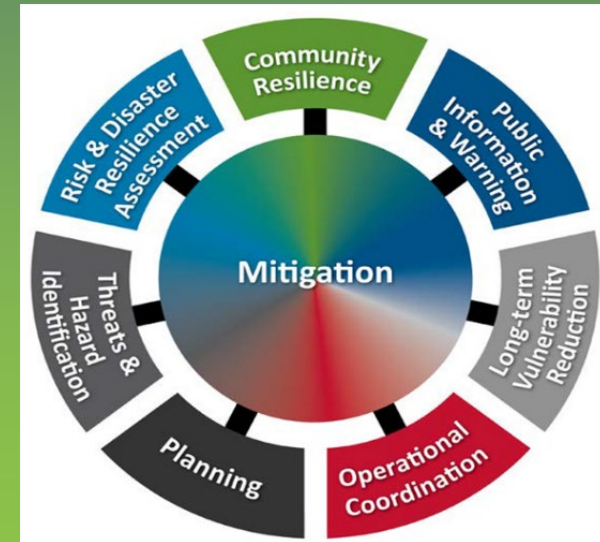 Community
Resilience
Public
Information
& Warning
Long-term
Vulnerability
Reduction
Operational
Coordination
Planning
Threats &
Hazard
Identification
Risk & Disaster
Resilience
Assessment
Mitigation